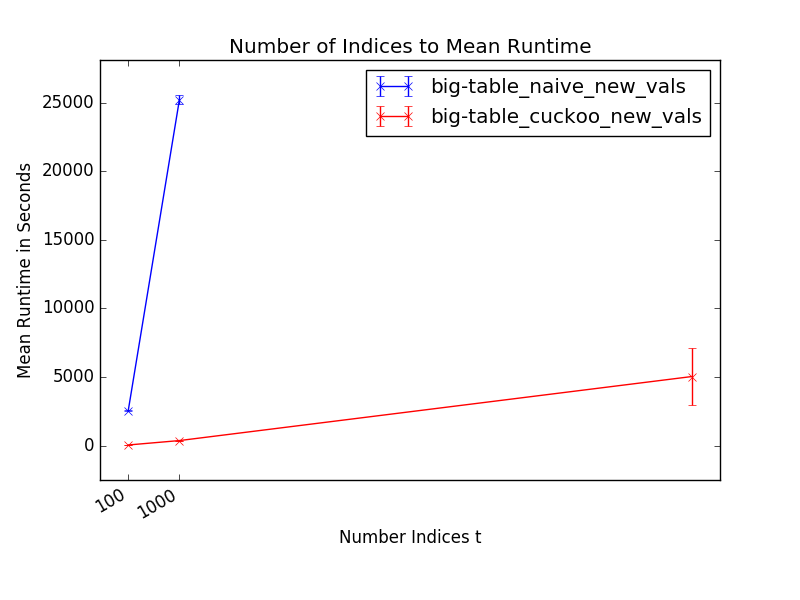 Number of Indices to Mean Runtime
big-table_naive_new_vals
big-table_cuckoo_new_vals
Mean Runtime in Seconds
25000
20000
15000
10000
5000
0
100
1000
Number Indices t